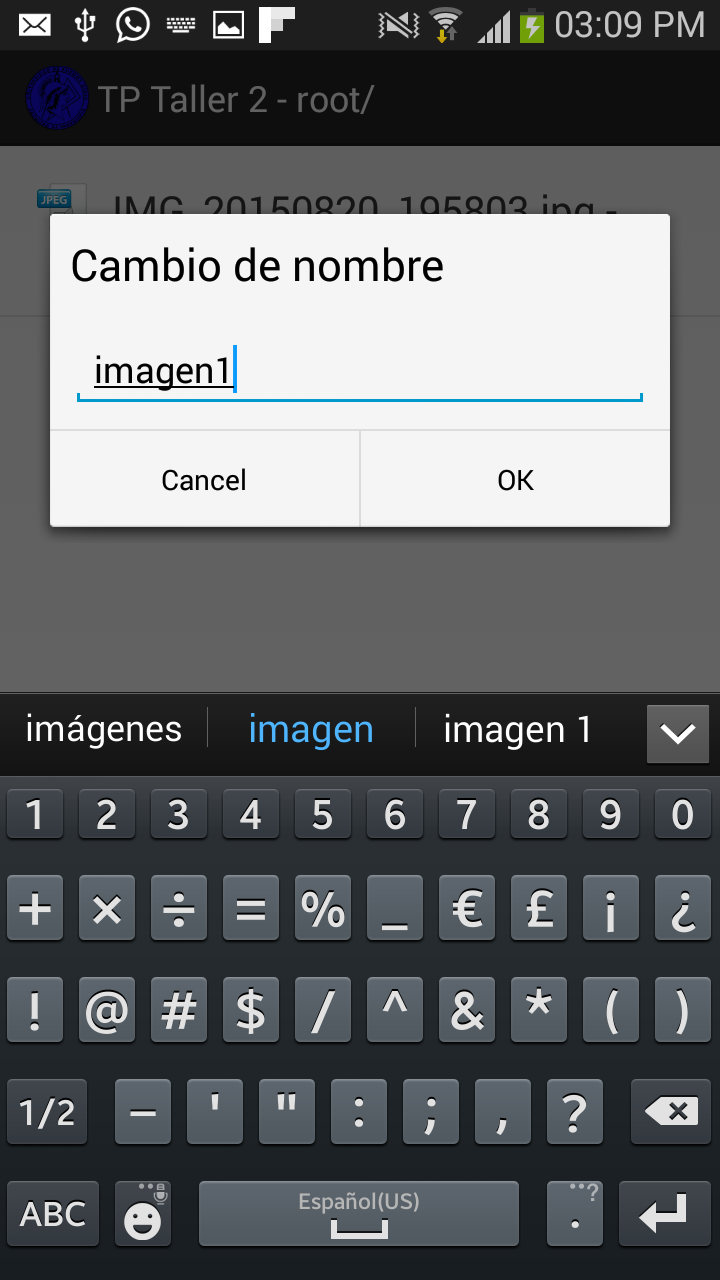 03:09 PM
TP Taller 2 - root/
JPEG
IMG_20150820_195803.jpg -
Cambio de nombre
imagen1
Cancel OK
imágenes imagen imagen 1
1 2 3 4 5 6 7 8 9 0
+ × ÷ = % _ € £ ¡ ¿
! @ # $ / ^ & * ( )
1/2 – ' " : ; , ?
ABC Español(US) . ?